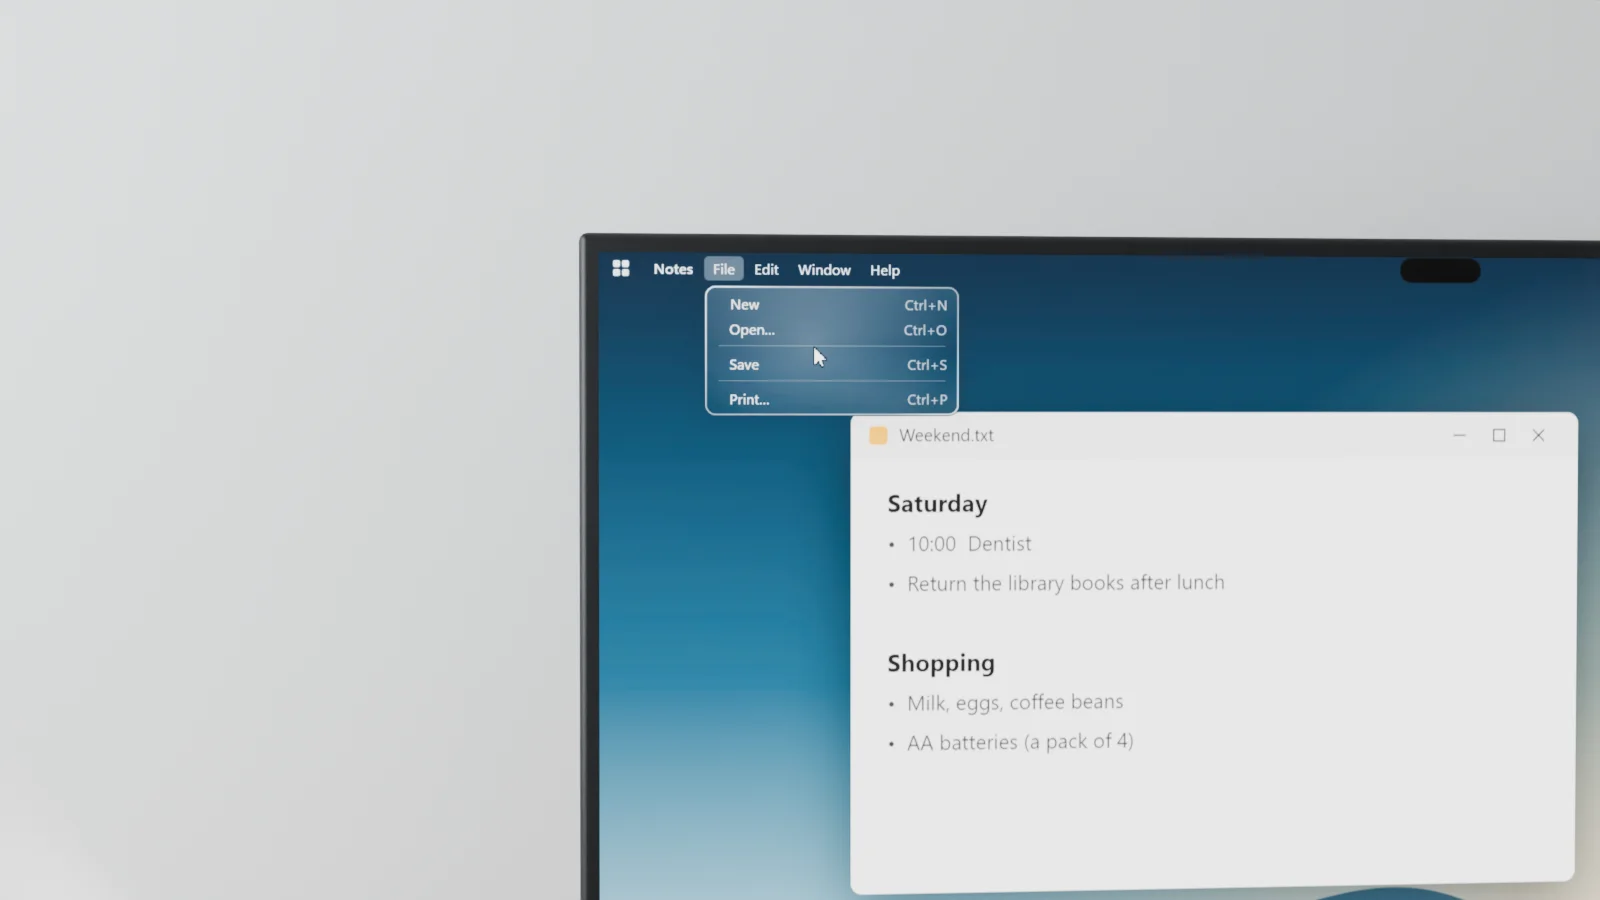 Notes File Edit Window Help
New Ctrl+N
Open... Ctrl+O
Save Ctrl+S
Print... Ctrl+P
Weekend.txt
Saturday
• 10:00 Dentist
• Return the library books after lunch
Shopping
• Milk, eggs, coffee beans
• AA batteries (a pack of 4)